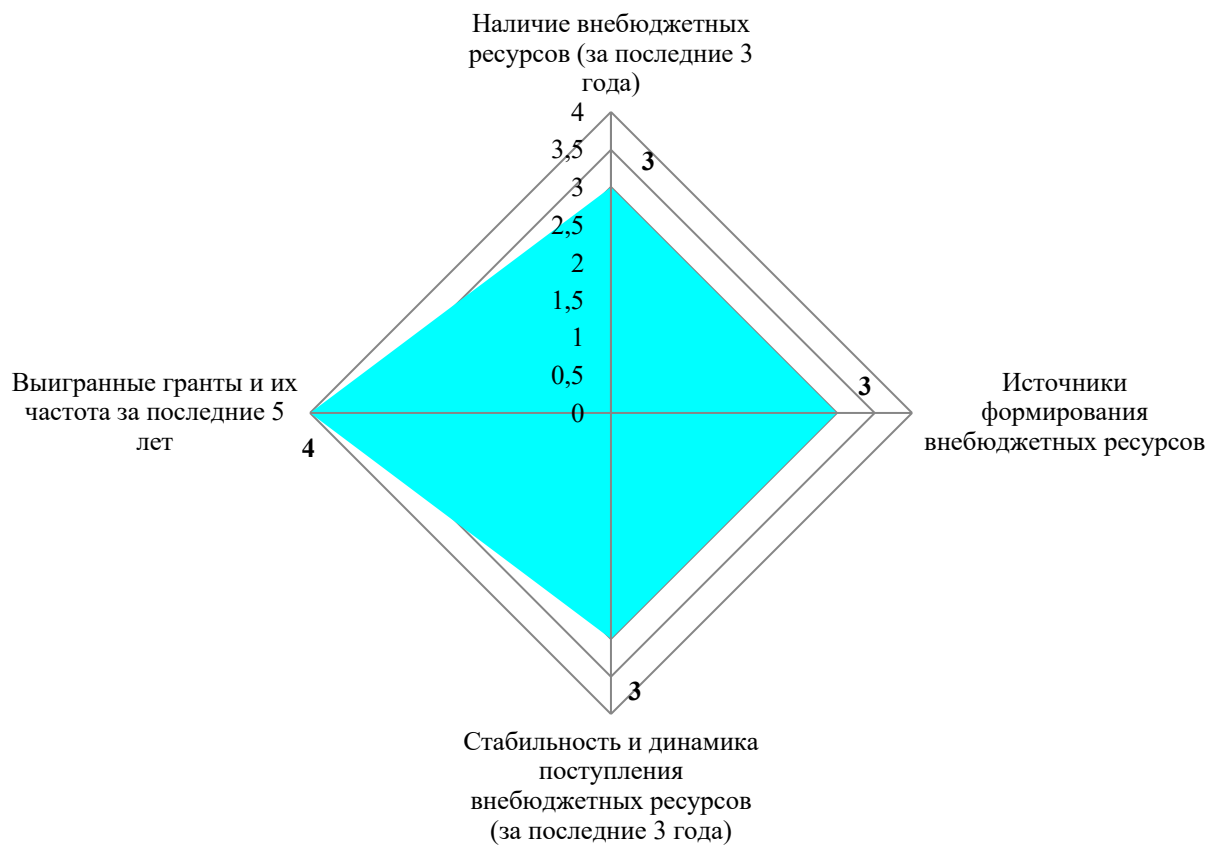 Наличие внебюджетных
ресурсов (за последние 3
года)
4
3,5
3
3
2,5
2
1,5
1
0,5
0
3
Источники
формирования
внебюджетных ресурсов
Выигранные гранты и их
частота за последние 5
лет
4
3
Стабильность и динамика
поступления
внебюджетных ресурсов
(за последние 3 года)